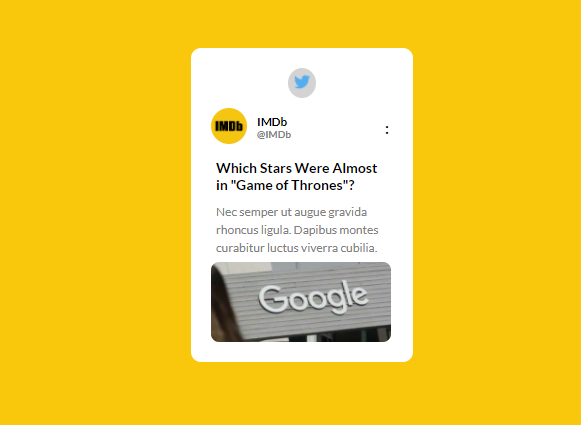 IMDb
IMDb
@IMDb
:
Which Stars Were Almost
in "Game of Thrones"?
Nec semper ut augue gravida
rhoncus ligula. Dapibus montes
curabitur luctus viverra cubilia.
Google